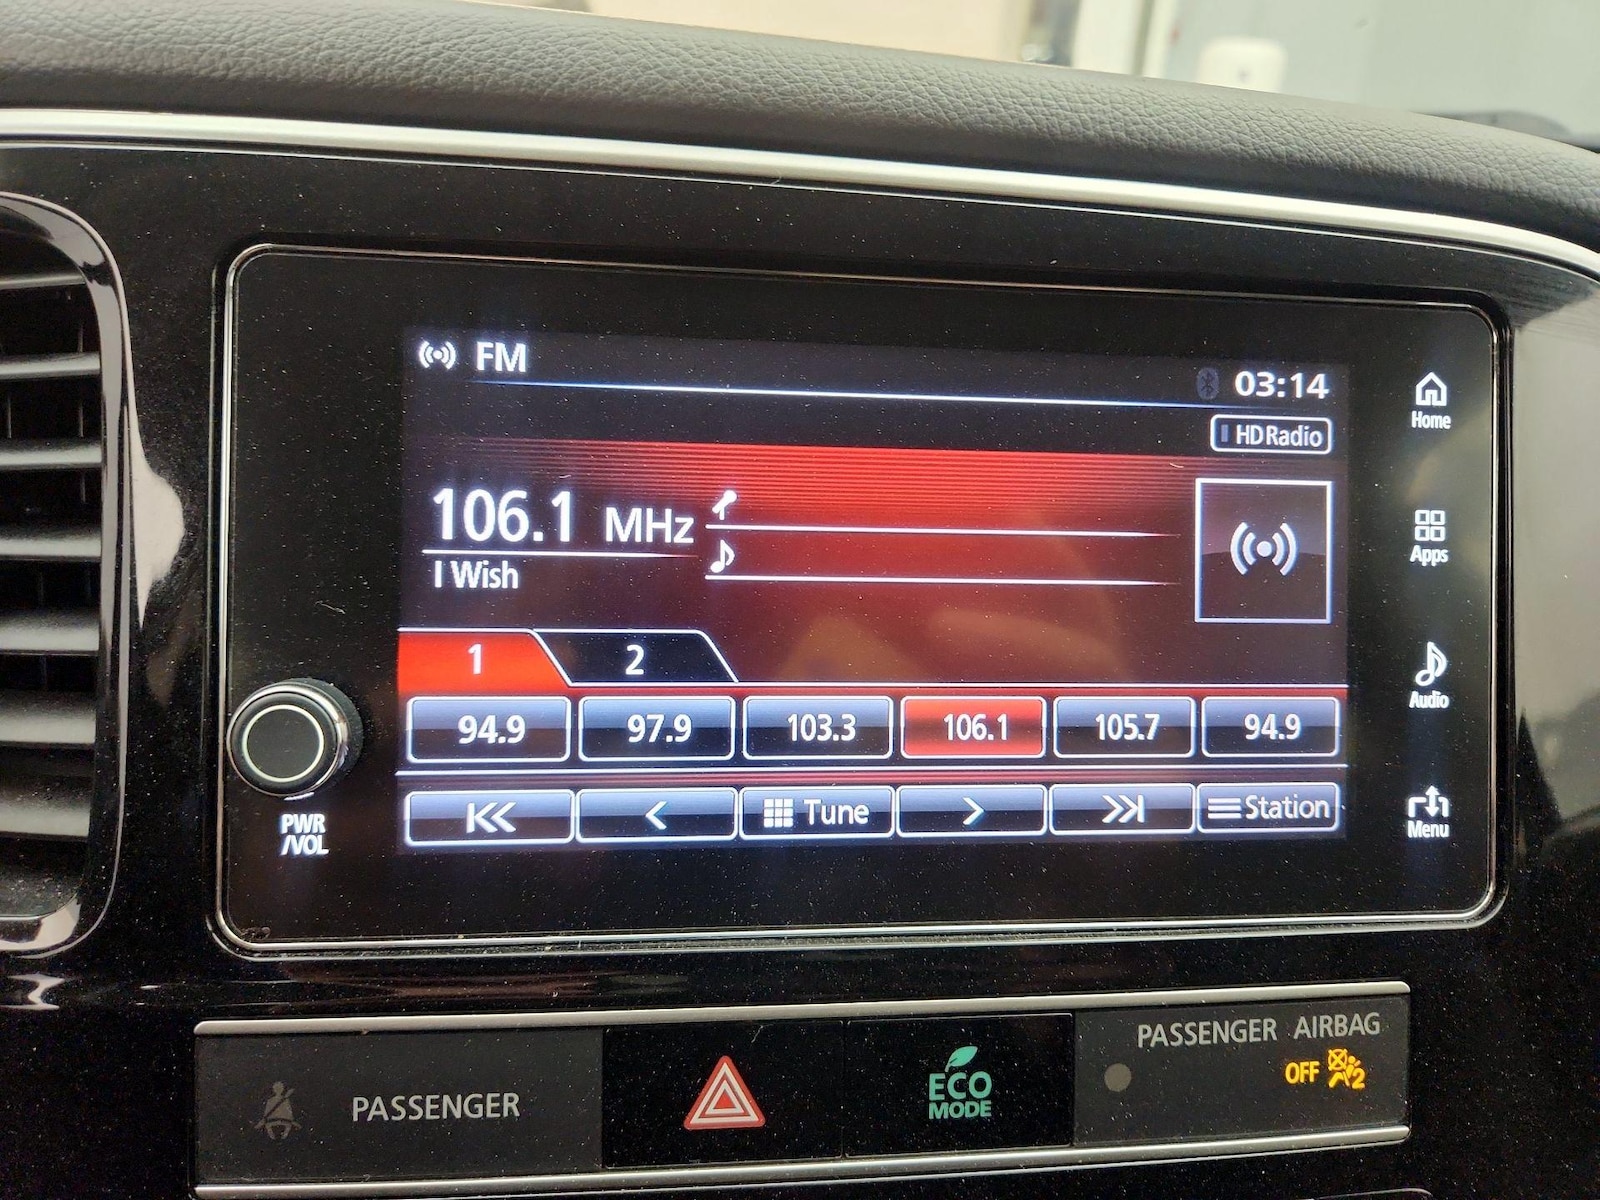 FM
03:14
HD Radio
106.1 MHz
I Wish
1 2
94.9 97.9 103.3 106.1 105.7 94.9
Tune Station
Home
Apps
Audio
Menu
PWR
/VOL
PASSENGER
ECO
MODE
PASSENGER AIRBAG
OFF 2